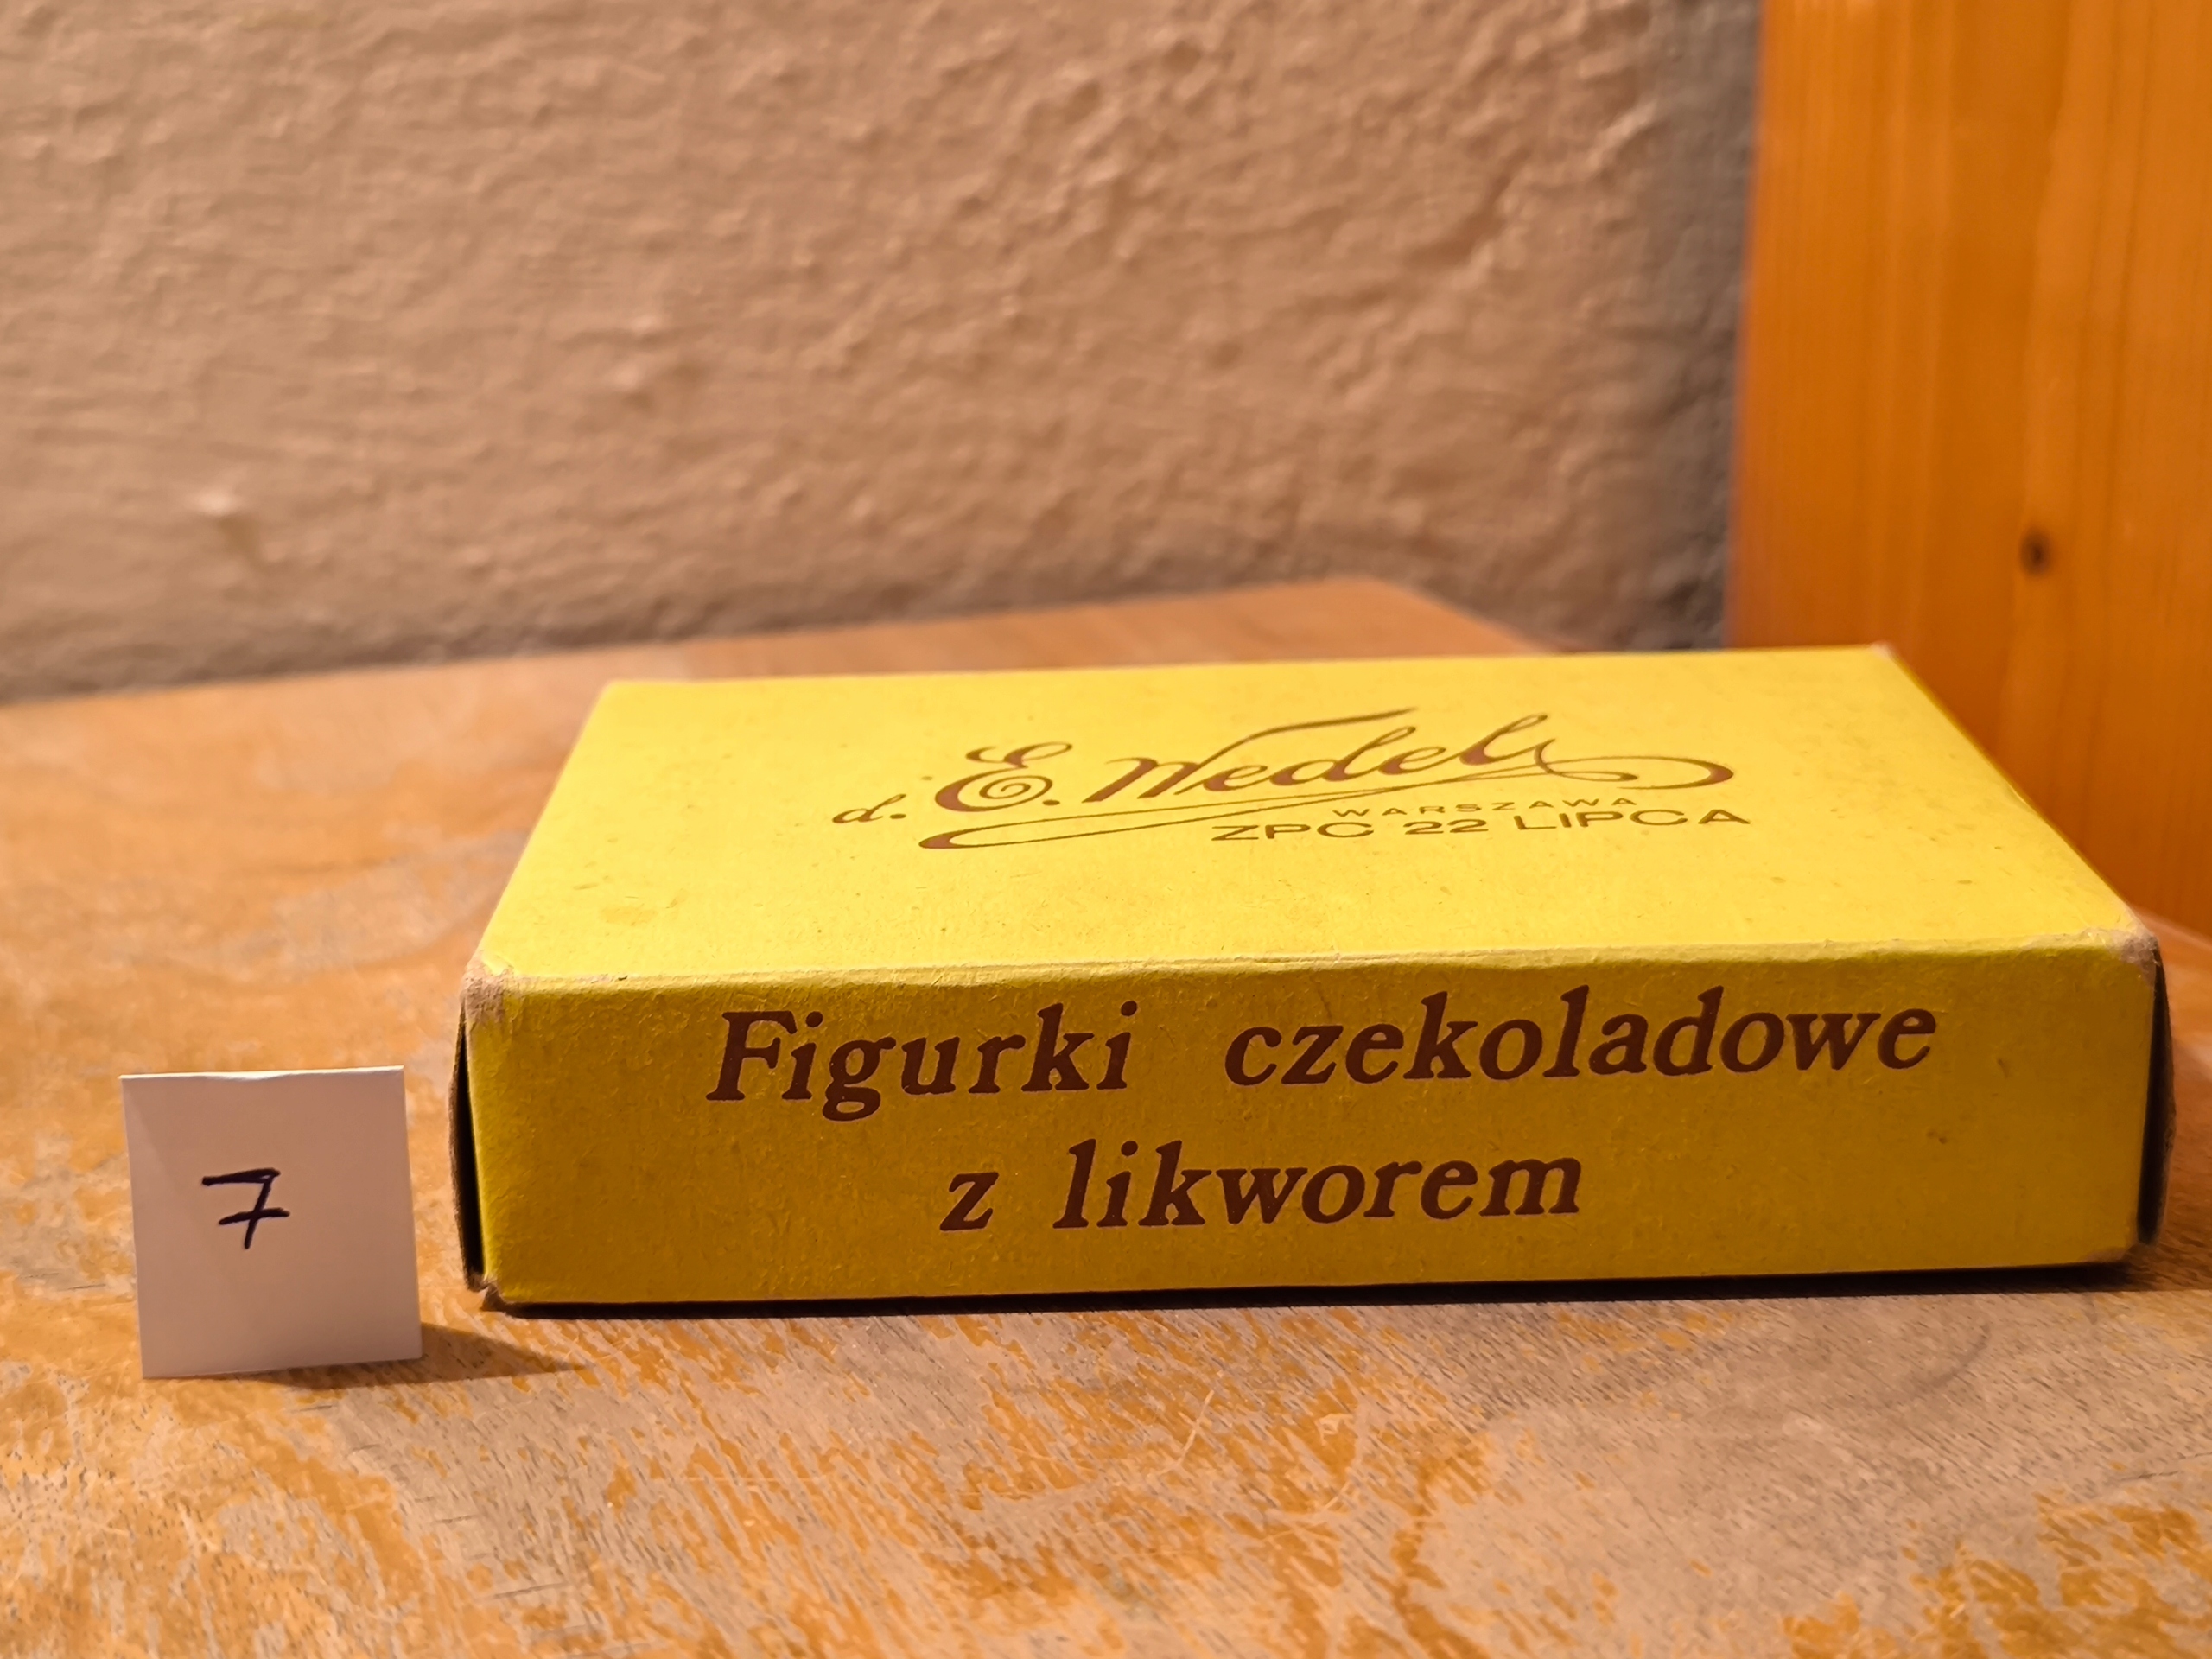 d. E. Wedel
WARSZAWA
ZPC 22 LIPCA
Figurki czekoladowe
z likworem
7